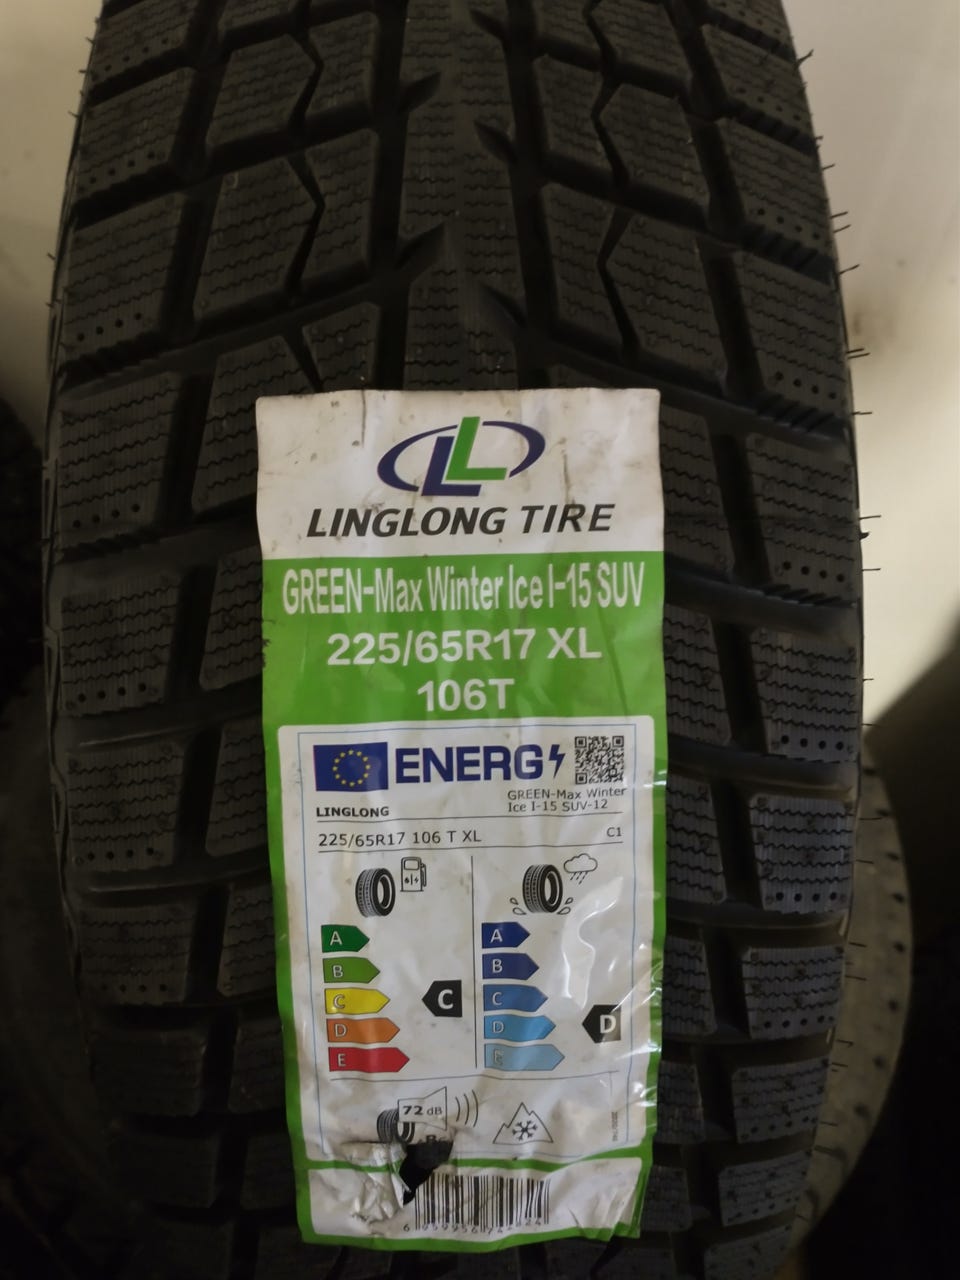 LL
LINGLONG TIRE
GREEN-Max Winter Ice I-15 SUV
225/65R17 XL
106T
ENERG
LINGLONG
GREEN-Max Winter
Ice I-15 SUV-12
225/65R17 106 T XL
C1
A
B
C
D
E
C
A
B
C
D
E
D
72 dB